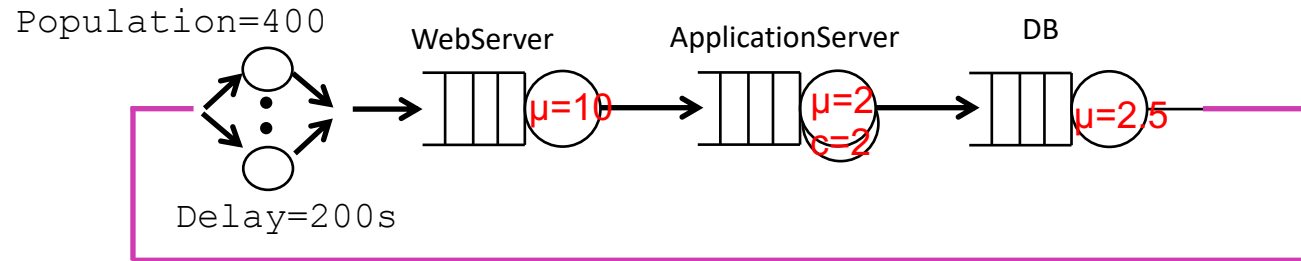 Population=400
WebServer
ApplicationServer
DB
μ=10
μ=2
c=2
μ=2.5
Delay=200s